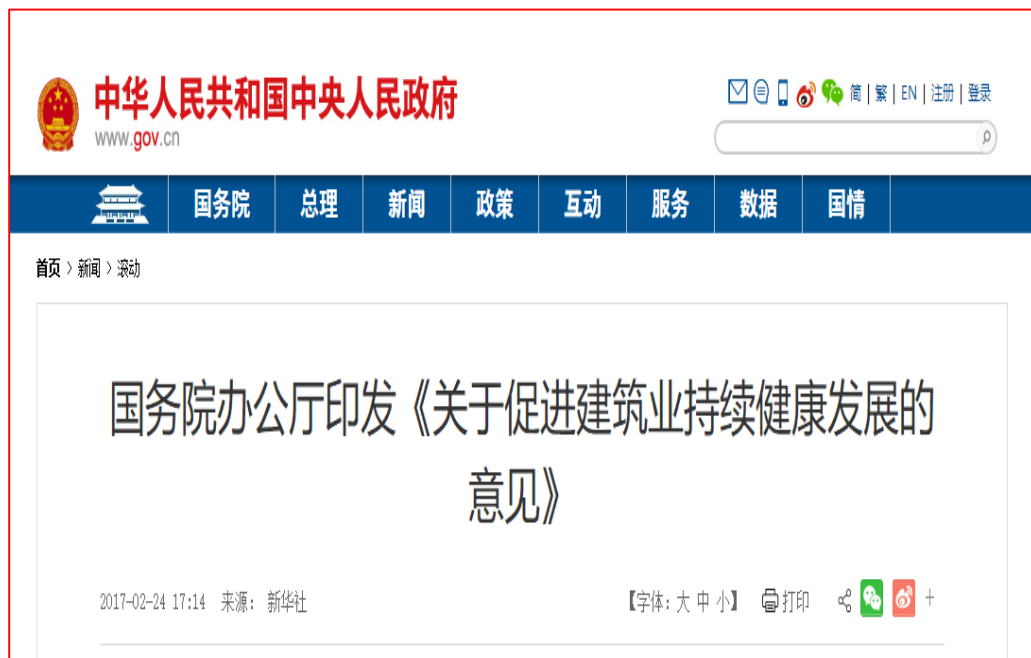 中华人民共和国中央人民政府
www.gov.cn
简 | 繁 | EN | 注册 | 登录
国务院 总理 新闻 政策 互动 服务 数据 国情
首页 > 新闻 > 滚动
国务院办公厅印发《关于促进建筑业持续健康发展的
意见》
2017-02-24 17:14 来源： 新华社
【字体：大 中 小】 打印 +